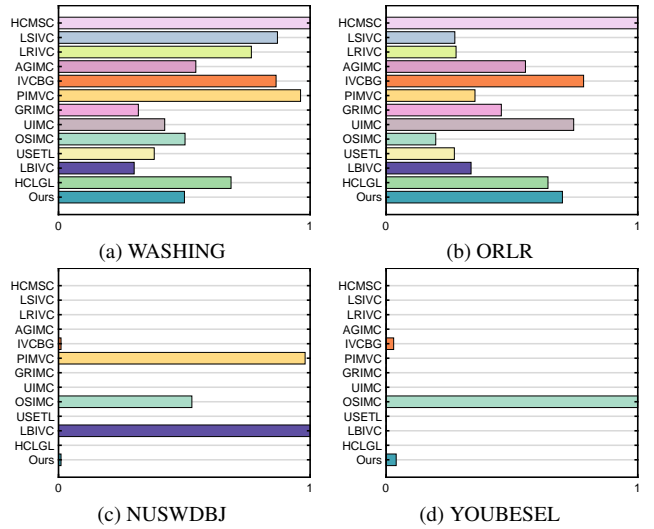 HCMSC
LSIVC
LRIVC
AGIMC
IVCBG
PIMVC
GRIMC
UIMC
OSIMC
USETL
LBIVC
HCLGL
Ours
0 1
(a) WASHING
HCMSC
LSIVC
LRIVC
AGIMC
IVCBG
PIMVC
GRIMC
UIMC
OSIMC
USETL
LBIVC
HCLGL
Ours
0 1
(b) ORLR
HCMSC
LSIVC
LRIVC
AGIMC
IVCBG
PIMVC
GRIMC
UIMC
OSIMC
USETL
LBIVC
HCLGL
Ours
0 1
(c) NUSWDBJ
HCMSC
LSIVC
LRIVC
AGIMC
IVCBG
PIMVC
GRIMC
UIMC
OSIMC
USETL
LBIVC
HCLGL
Ours
0 1
(d) YOUBESEL